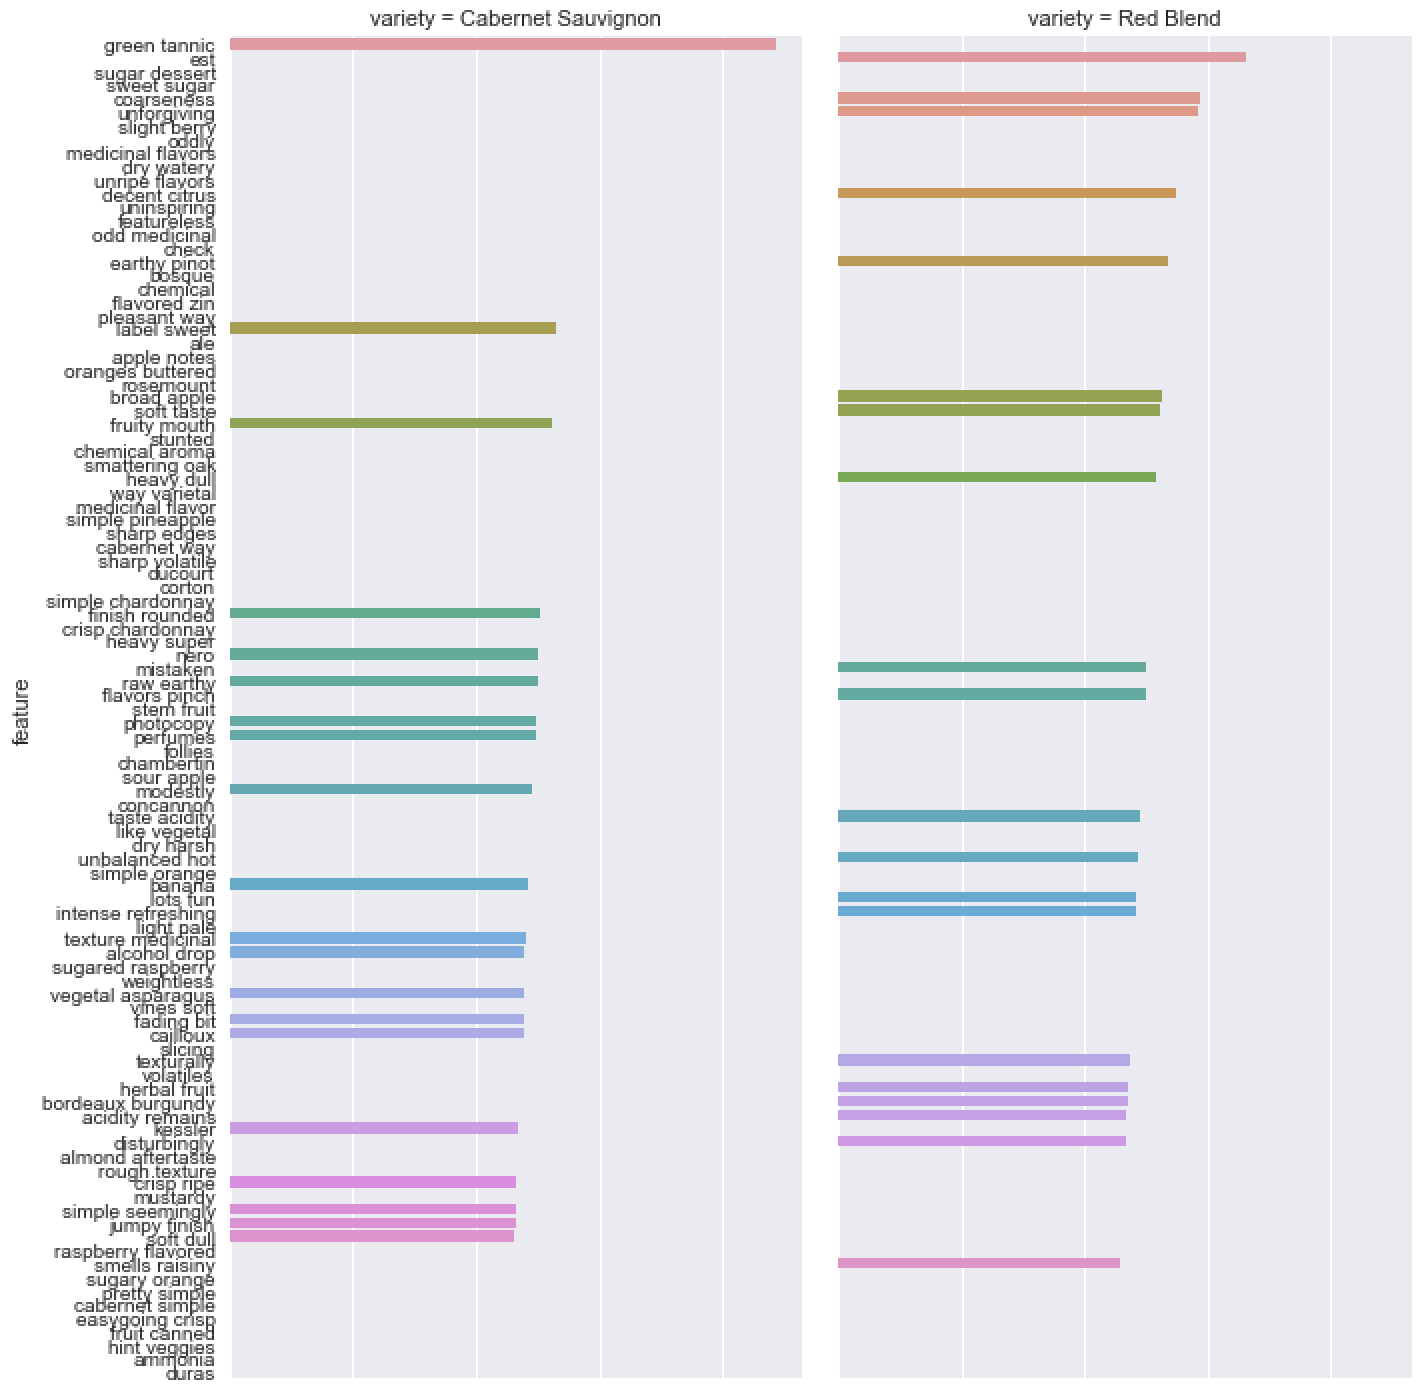 variety = Cabernet Sauvignon
variety = Red Blend
feature
green tannic
est
sugar dessert
sweet sugar
coarseness
unforgiving
slight berry
oddly
medicinal flavors
dry watery
unripe flavors
decent citrus
uninspiring
featureless
odd medicinal
check
earthy pinot
bosque
chemical
flavored zin
pleasant way
label sweet
ale
apple notes
oranges buttered
rosemount
broad apple
soft taste
fruity mouth
stunted
chemical aroma
smattering oak
heavy dull
way varietal
medicinal flavor
simple pineapple
sharp edges
cabernet way
sharp volatile
ducourt
corton
simple chardonnay
finish rounded
crisp chardonnay
heavy super
nero
mistaken
raw earthy
flavors pinch
stem fruit
photocopy
perfumes
follies
chambertin
sour apple
modestly
concannon
taste acidity
like vegetal
dry harsh
unbalanced hot
simple orange
panaria
lots fun
intense refreshing
light pale
texture medicinal
alcohol drop
sugared raspberry
weightless
vegetal asparagus
vines soft
fading bit
cailloux
slicing
texturally
volatiles
herbal fruit
bordeaux burgundy
acidity remains
kessler
disturbingly
almond aftertaste
rough texture
crisp ripe
mustardy
simple seemingly
jumpy finish
soft dull
raspberry flavored
smells raisiny
sugary orange
pretty simple
cabernet simple
easygoing crisp
fruit canned
hint veggies
ammonia
duras